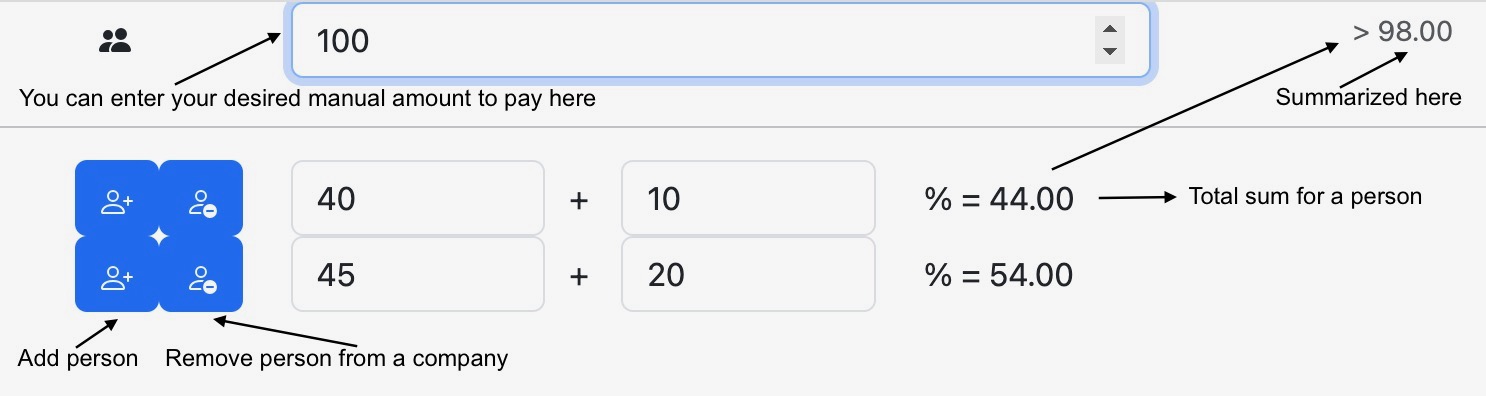 100
> 98.00
You can enter your desired manual amount to pay here
Summarized here
40 + 10 % = 44.00
Total sum for a person
45 + 20 % = 54.00
Add person
Remove person from a company